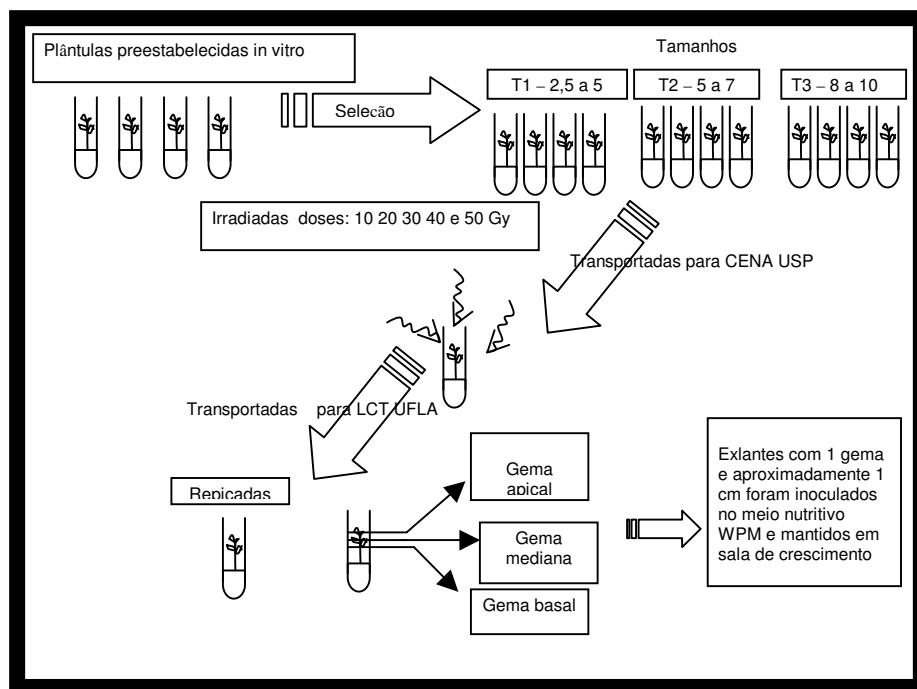 Plântulas preestabelecidas in vitro
Tamanhos
T1 – 2,5 a 5
T2 – 5 a 7
T3 – 8 a 10
Seleção
Irradiadas doses: 10 20 30 40 e 50 Gy
Transportadas para CENA USP
Transportadas para LCT UFLA
Repicadas
Gema
apical
Gema
mediana
Gema basal
Exlantes com 1 gema
e aproximadamente 1
cm foram inoculados
no meio nutritivo
WPM e mantidos em
sala de crescimento